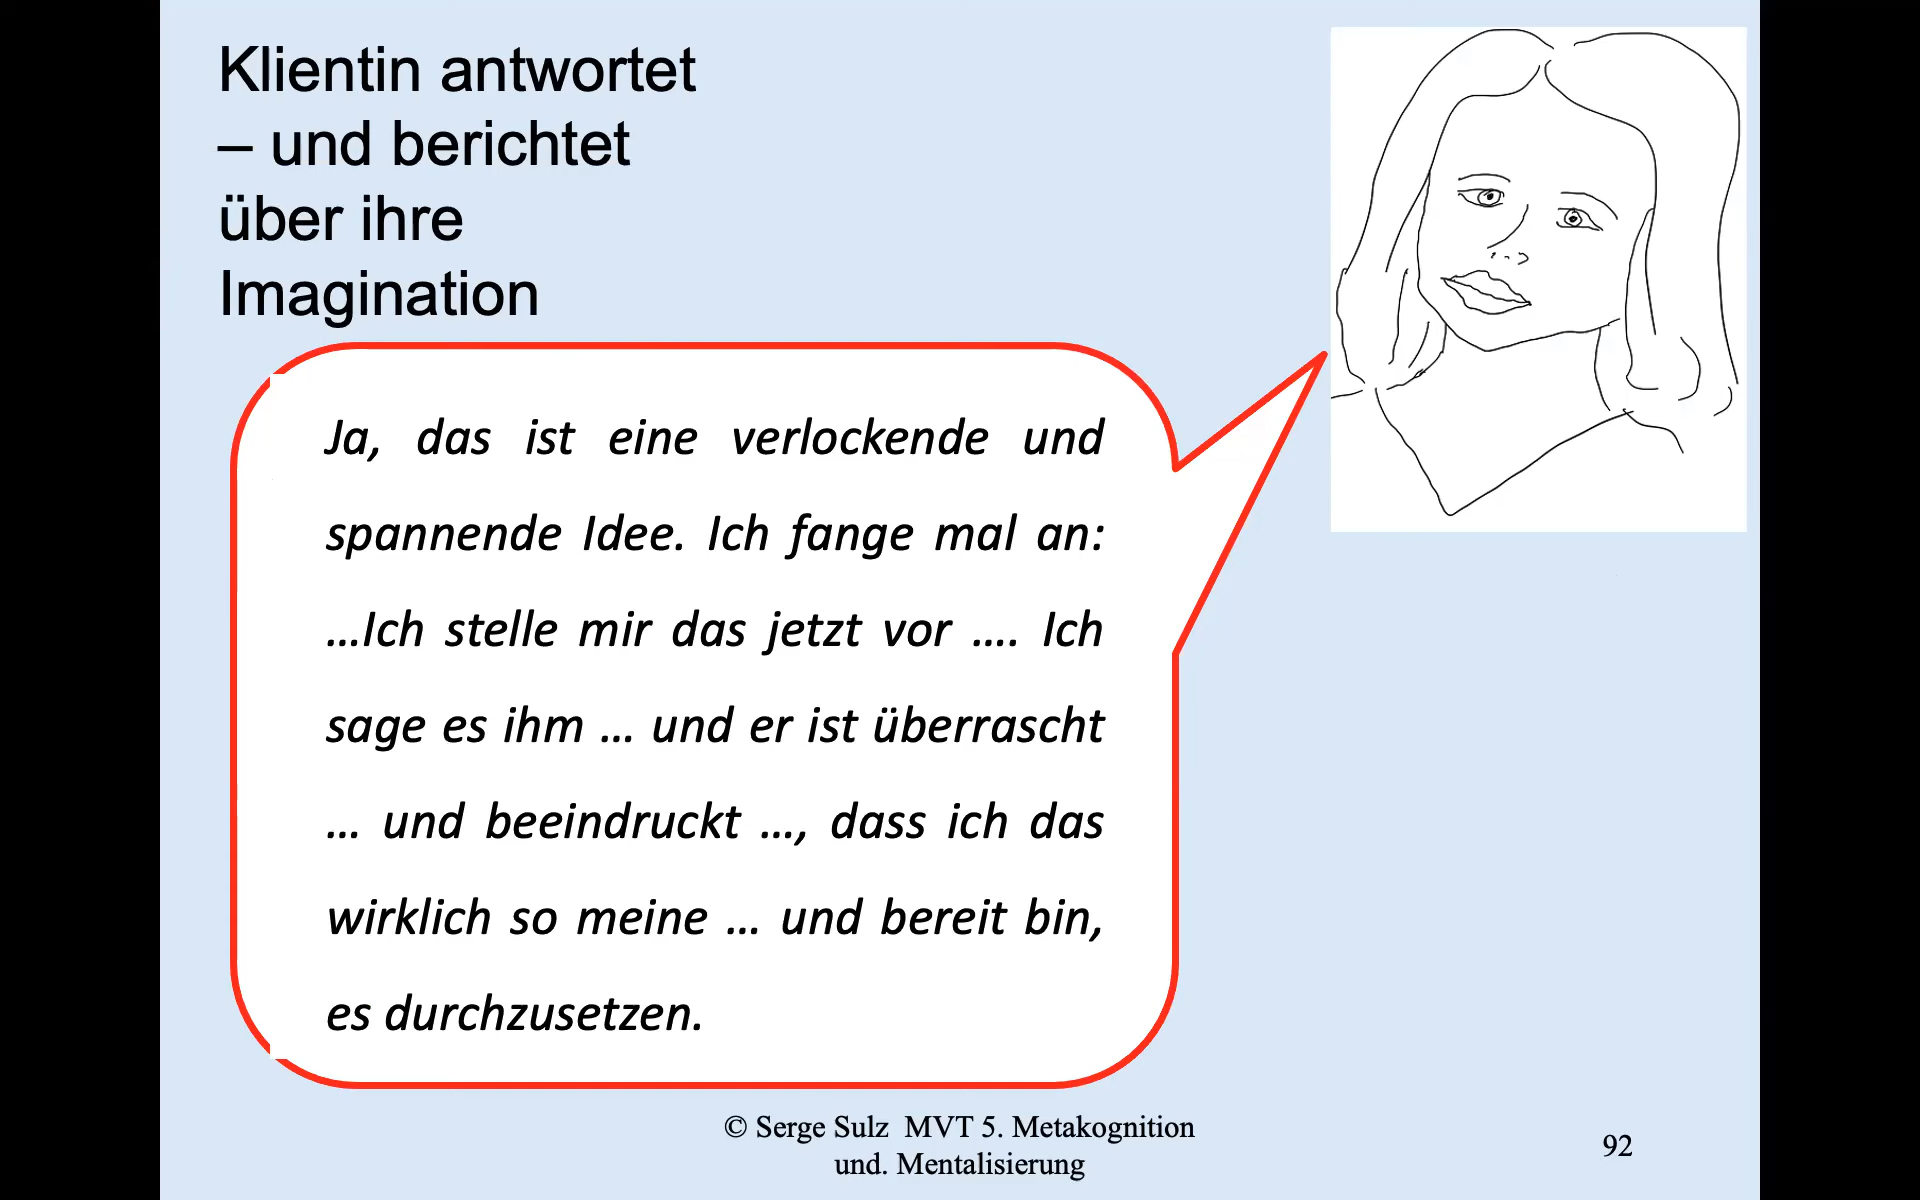 Klientin antwortet
– und berichtet
über ihre
Imagination
Ja, das ist eine verlockende und
spannende Idee. Ich fange mal an:
...Ich stelle mir das jetzt vor .... Ich
sage es ihm ... und er ist überrascht
... und beeindruckt ..., dass ich das
wirklich so meine ... und bereit bin,
es durchzusetzen.
© Serge Sulz  MVT 5. Metakognition
und. Mentalisierung
92